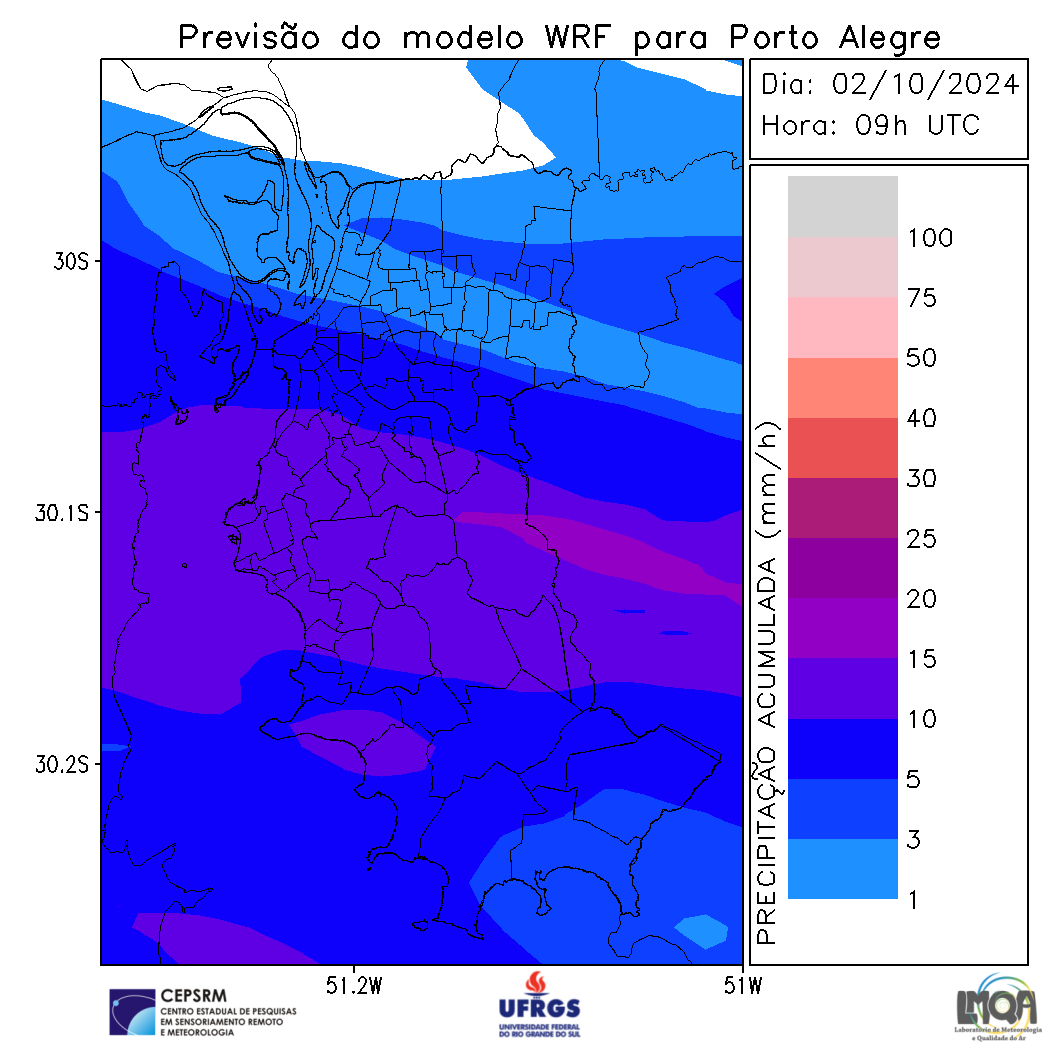 Previsão do modelo WRF para Porto Alegre
Dia: 02/10/2024
Hora: 09h UTC
30S
30.1S
30.2S
51.2W
51W
PRECIPITAÇÃO ACUMULADA (mm/h)
100
75
50
40
30
25
20
15
10
5
3
1
CEPSRM
CENTRO ESTADUAL DE PESQUISAS
EM SENSORIAMENTO REMOTO
E METEOROLOGIA
UFRGS
UNIVERSIDADE FEDERAL
DO RIO GRANDE DO SUL
LMQA
Laboratório de Meteorologia
e Qualidade do Ar